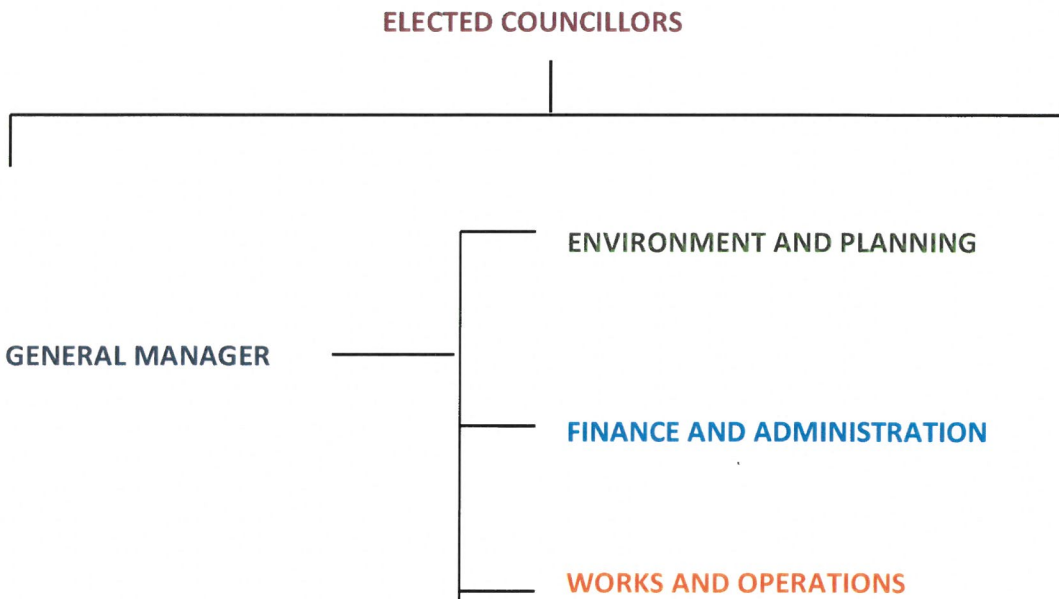 ELECTED COUNCILLORS
ENVIRONMENT AND PLANNING
GENERAL MANAGER
FINANCE AND ADMINISTRATION
WORKS AND OPERATIONS